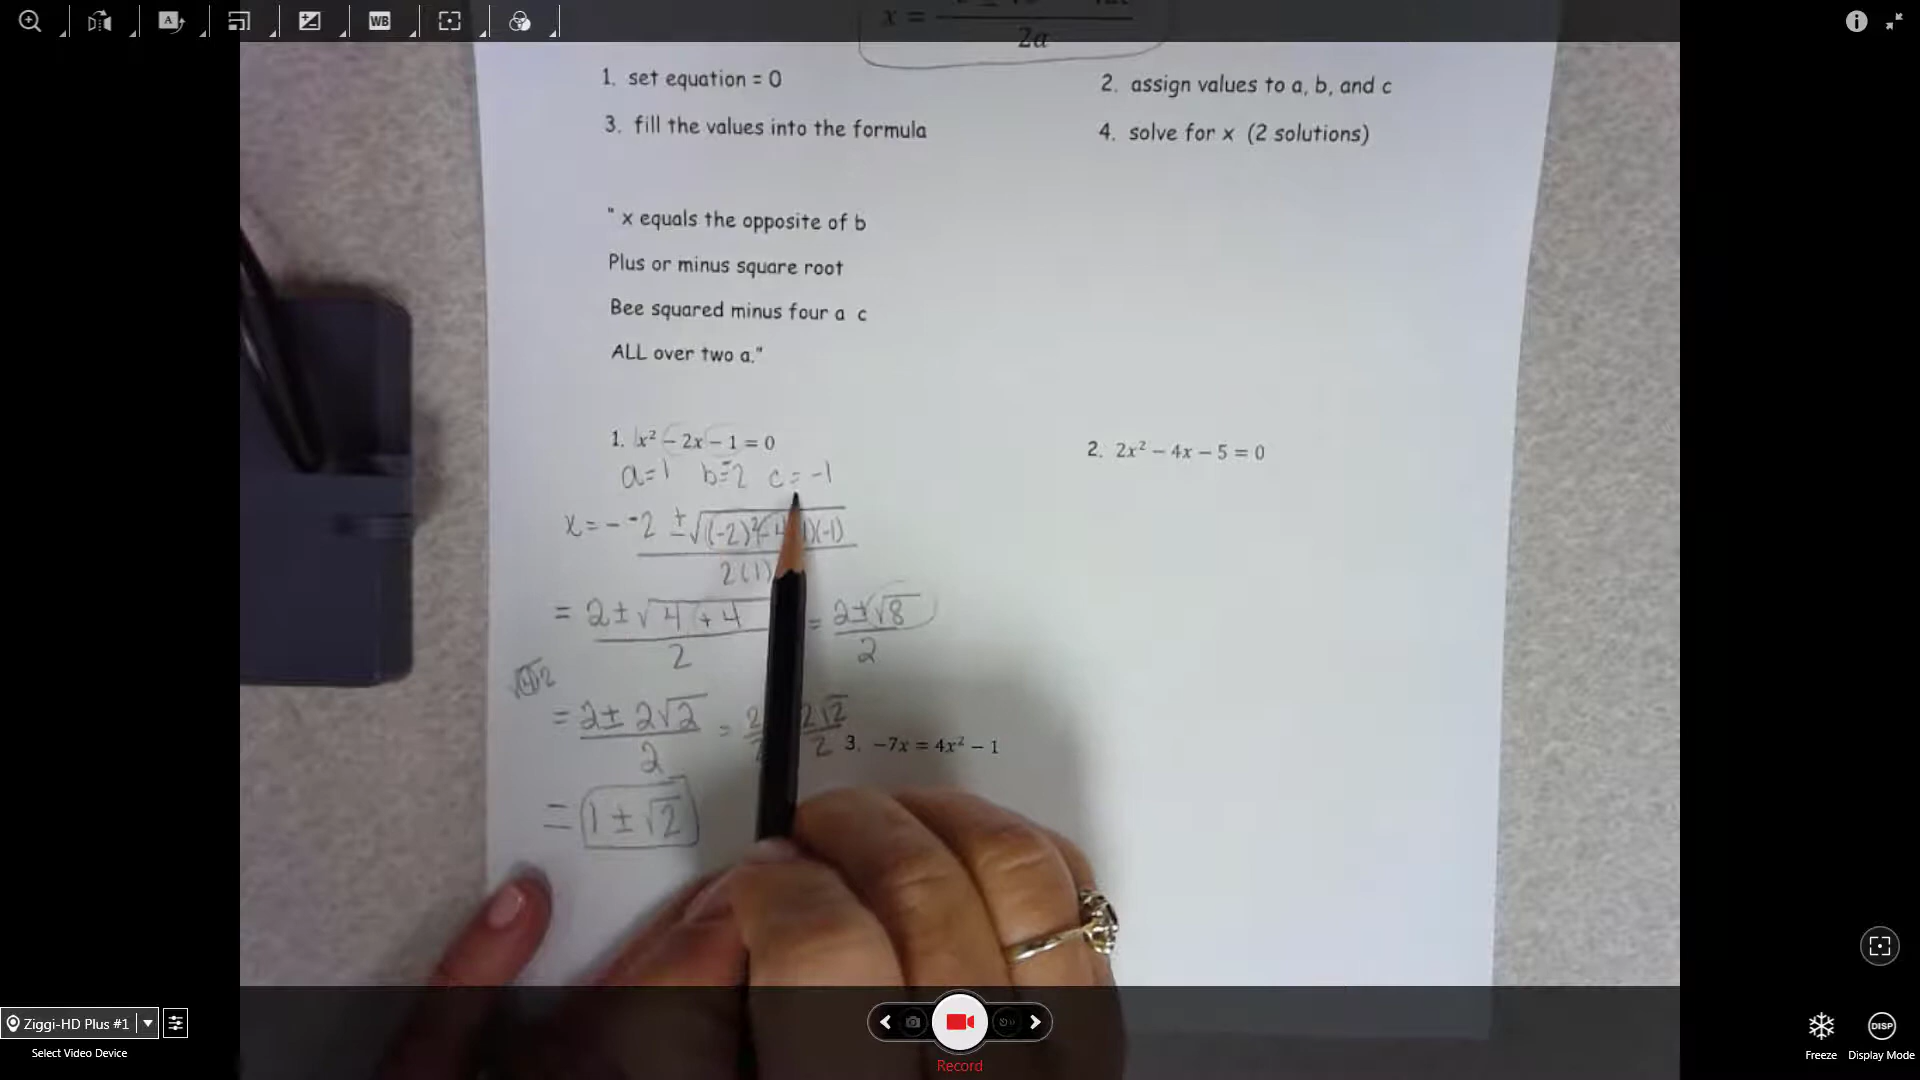 A
WB
x =
2a
1. set equation = 0
2. assign values to a, b, and c
3. fill the values into the formula
4. solve for x (2 solutions)
" x equals the opposite of b
Plus or minus square root
Bee squared minus four a c
ALL over two a."
1. x² − 2x − 1 = 0
a=1 b=-2 c=-1
x = - -2 ± √(-2)²-4(1)(-1)
2(1)
= 2 ± √4 + 4 = 2 ± √8
2 2
√4√2
= 2 ± 2√2 = 2 2√2
2 2
= 1 ± √2
2. 2x² − 4x − 5 = 0
3. −7x = 4x² − 1
Ziggi-HD Plus #1
Select Video Device
Record
Freeze
DISP
Display Mode